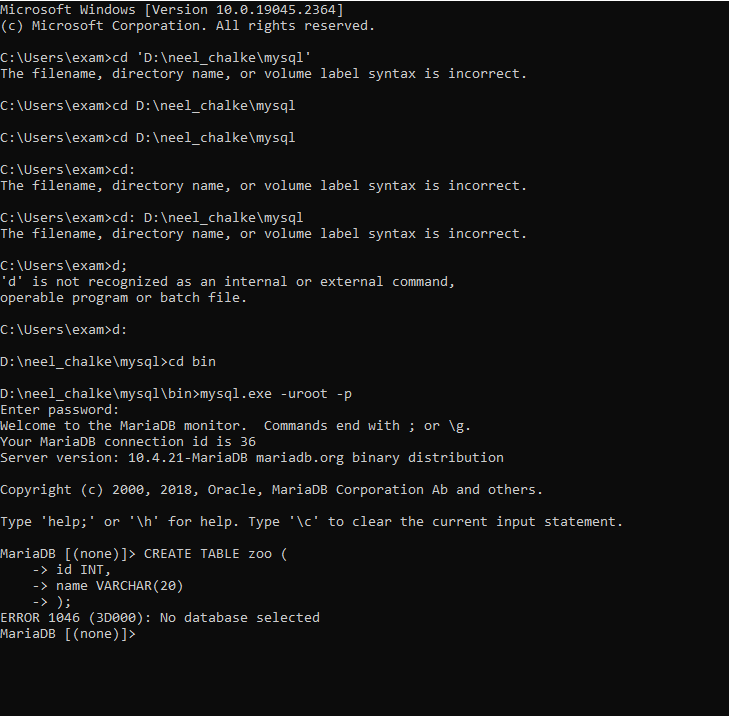 Microsoft Windows [Version 10.0.19045.2364]
(c) Microsoft Corporation. All rights reserved.

C:\Users\exam>cd 'D:\neel_chalke\mysql'
The filename, directory name, or volume label syntax is incorrect.

C:\Users\exam>cd D:\neel_chalke\mysql

C:\Users\exam>cd D:\neel_chalke\mysql

C:\Users\exam>cd:
The filename, directory name, or volume label syntax is incorrect.

C:\Users\exam>cd: D:\neel_chalke\mysql
The filename, directory name, or volume label syntax is incorrect.

C:\Users\exam>d;
'd' is not recognized as an internal or external command,
operable program or batch file.

C:\Users\exam>d:

D:\neel_chalke\mysql>cd bin

D:\neel_chalke\mysql\bin>mysql.exe -uroot -p
Enter password:
Welcome to the MariaDB monitor.  Commands end with ; or \g.
Your MariaDB connection id is 36
Server version: 10.4.21-MariaDB mariadb.org binary distribution

Copyright (c) 2000, 2018, Oracle, MariaDB Corporation Ab and others.

Type 'help;' or '\h' for help. Type '\c' to clear the current input statement.

MariaDB [(none)]> CREATE TABLE zoo (
    -> id INT,
    -> name VARCHAR(20)
    -> );
ERROR 1046 (3D000): No database selected
MariaDB [(none)]>